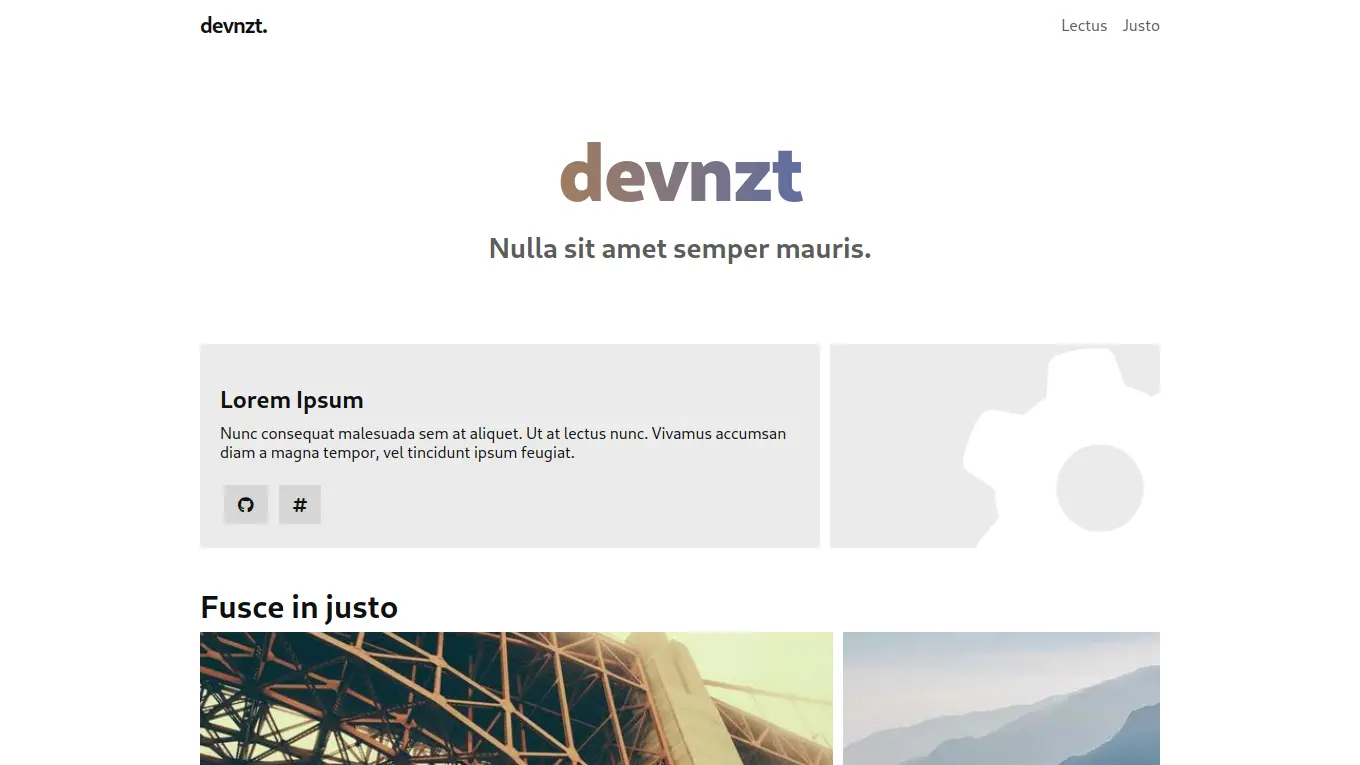 devnzt.
Lectus Justo
devnzt
Nulla sit amet semper mauris.
Lorem Ipsum
Nunc consequat malesuada sem at aliquet. Ut at lectus nunc. Vivamus accumsan
diam a magna tempor, vel tincidunt ipsum feugiat.
#
Fusce in justo